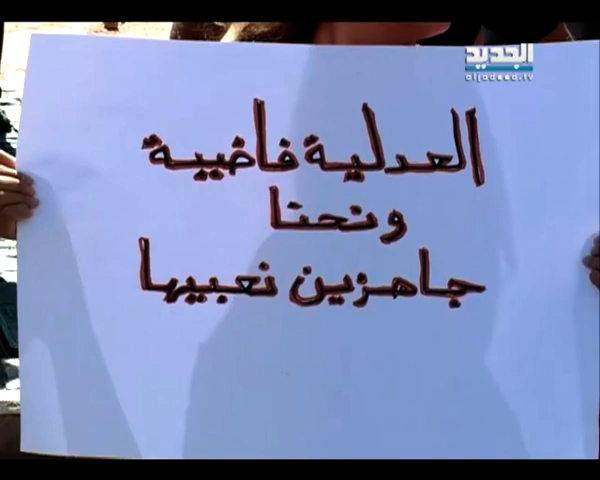 الجديد
aljadeed.tv
العدلية فاضية
ونحنا
جاهزين نعبيها